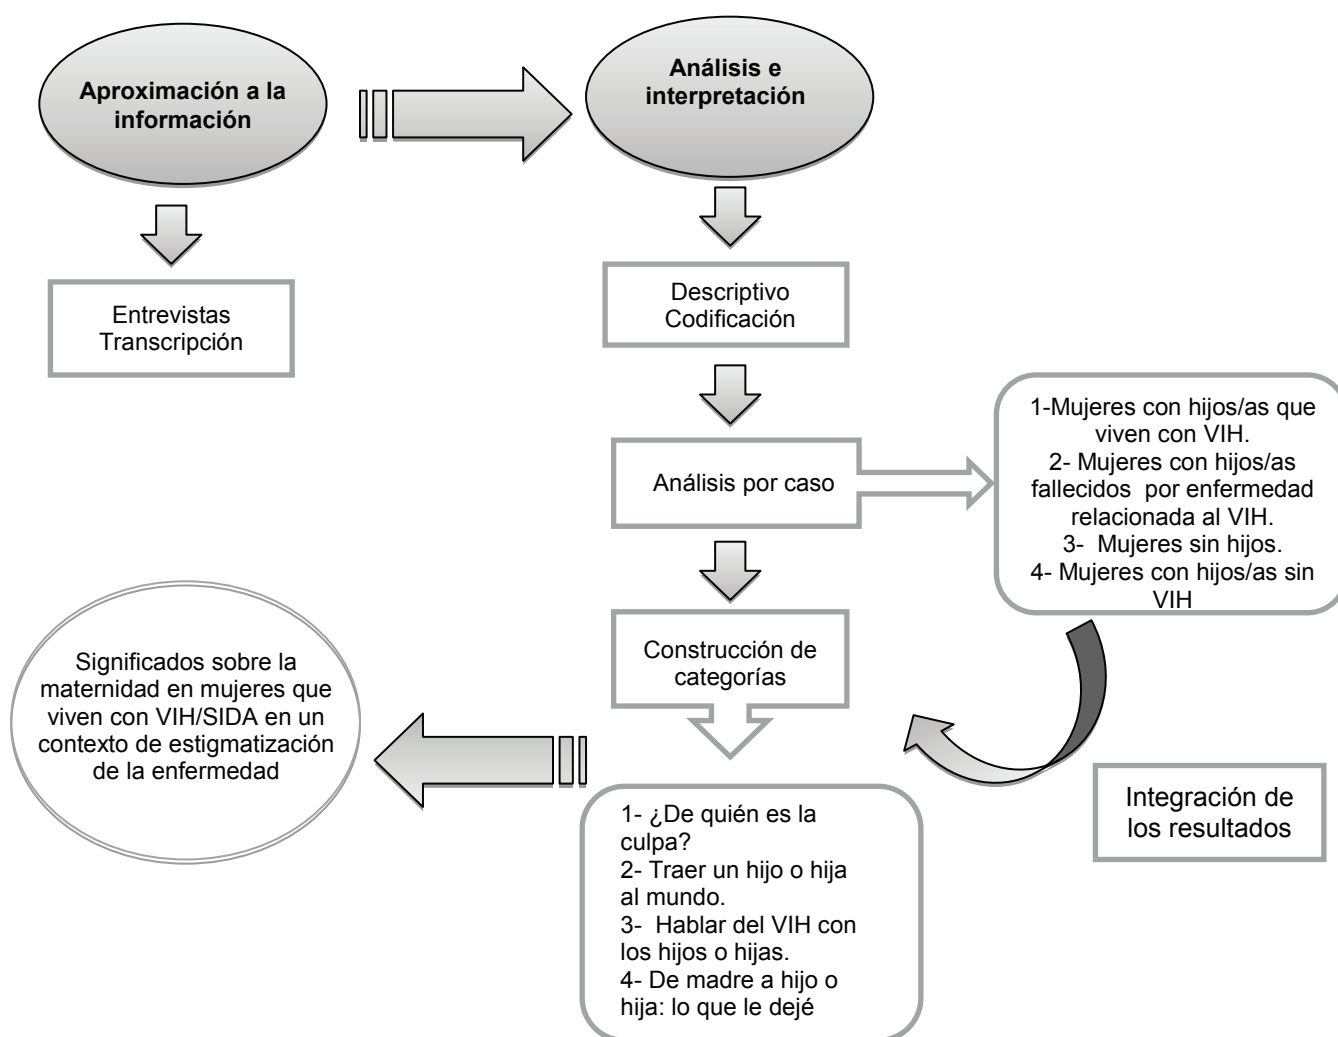 Aproximación a la
información
Análisis e
interpretación
Entrevistas
Transcripción
Descriptivo
Codificación
Análisis por caso
1-Mujeres con hijos/as que
viven con VIH.
2- Mujeres con hijos/as
fallecidos por enfermedad
relacionada al VIH.
3- Mujeres sin hijos.
4- Mujeres con hijos/as sin
VIH
Construcción de
categorías
Significados sobre la
maternidad en mujeres que
viven con VIH/SIDA en un
contexto de estigmatización
de la enfermedad
Integración de
los resultados
1- ¿De quién es la
culpa?
2- Traer un hijo o hija
al mundo.
3- Hablar del VIH con
los hijos o hijas.
4- De madre a hijo o
hija: lo que le dejé